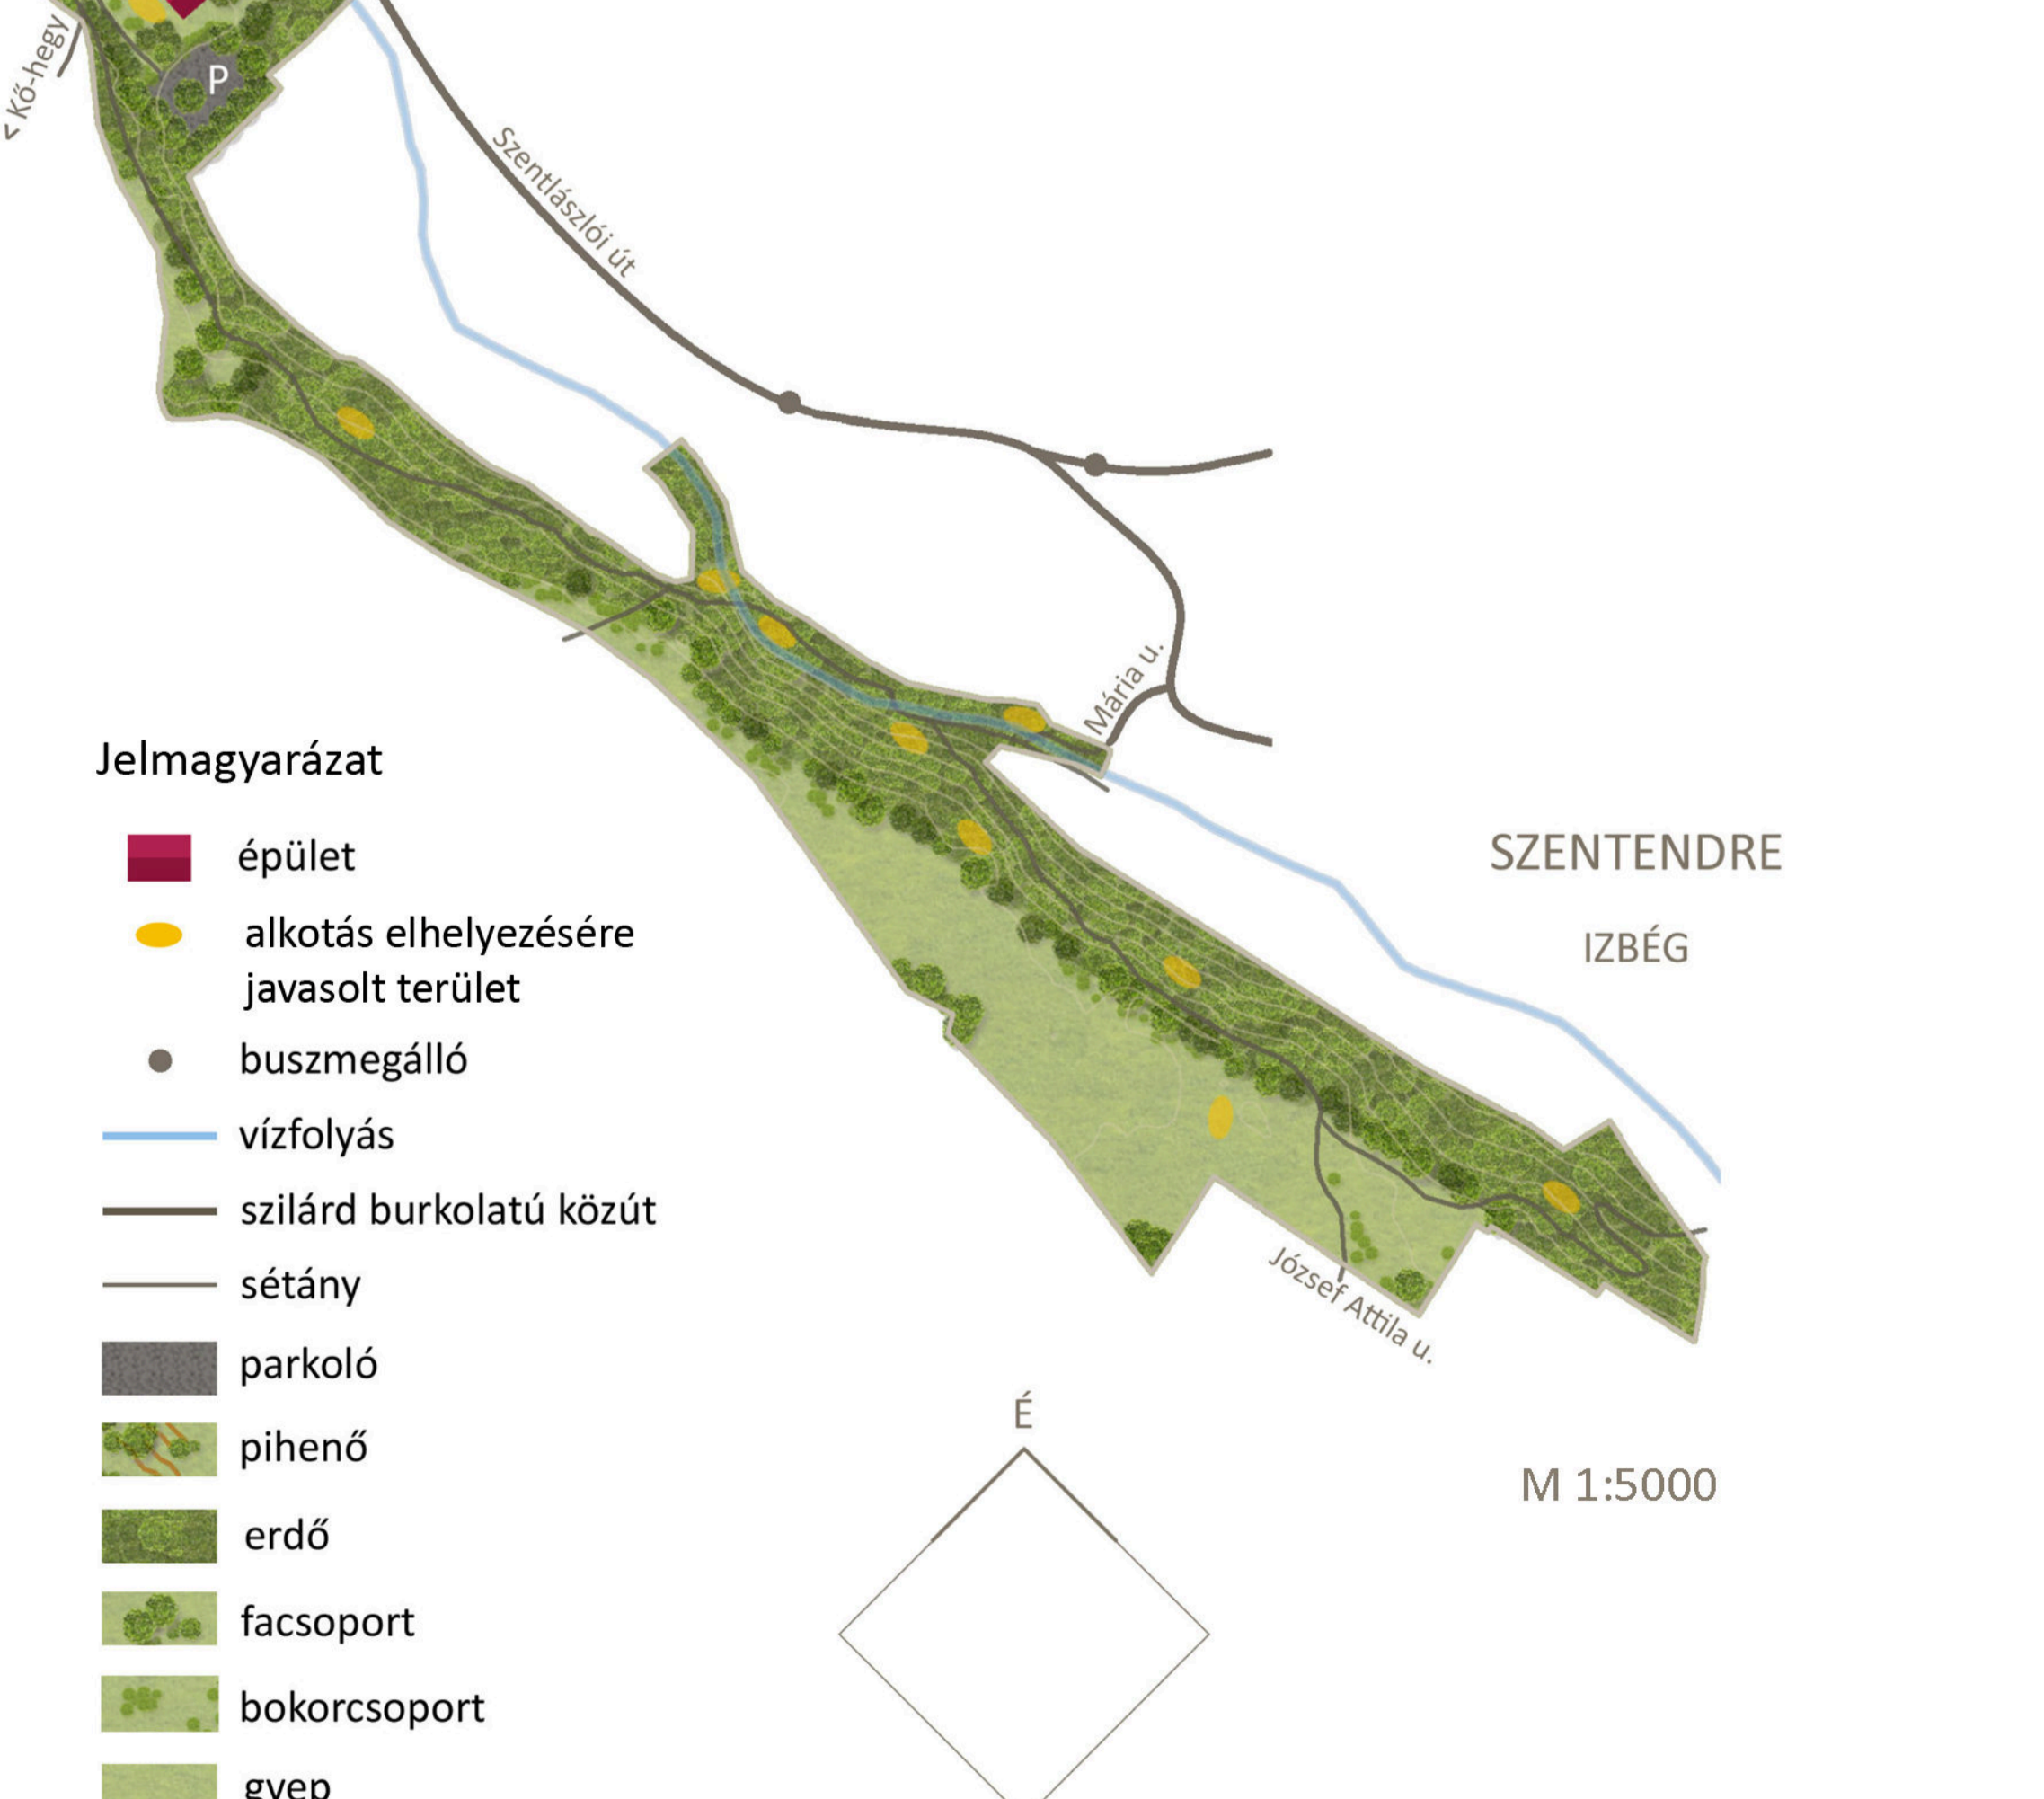 < Kő-hegy
P
Szentlászlói út
Mária u.
SZENTENDRE
IZBÉG
József Attila u.
Jelmagyarázat
épület
alkotás elhelyezésére
javasolt terület
buszmegálló
vízfolyás
szilárd burkolatú közút
sétány
parkoló
pihenő
erdő
facsoport
bokorcsoport
gyep
É
M 1:5000